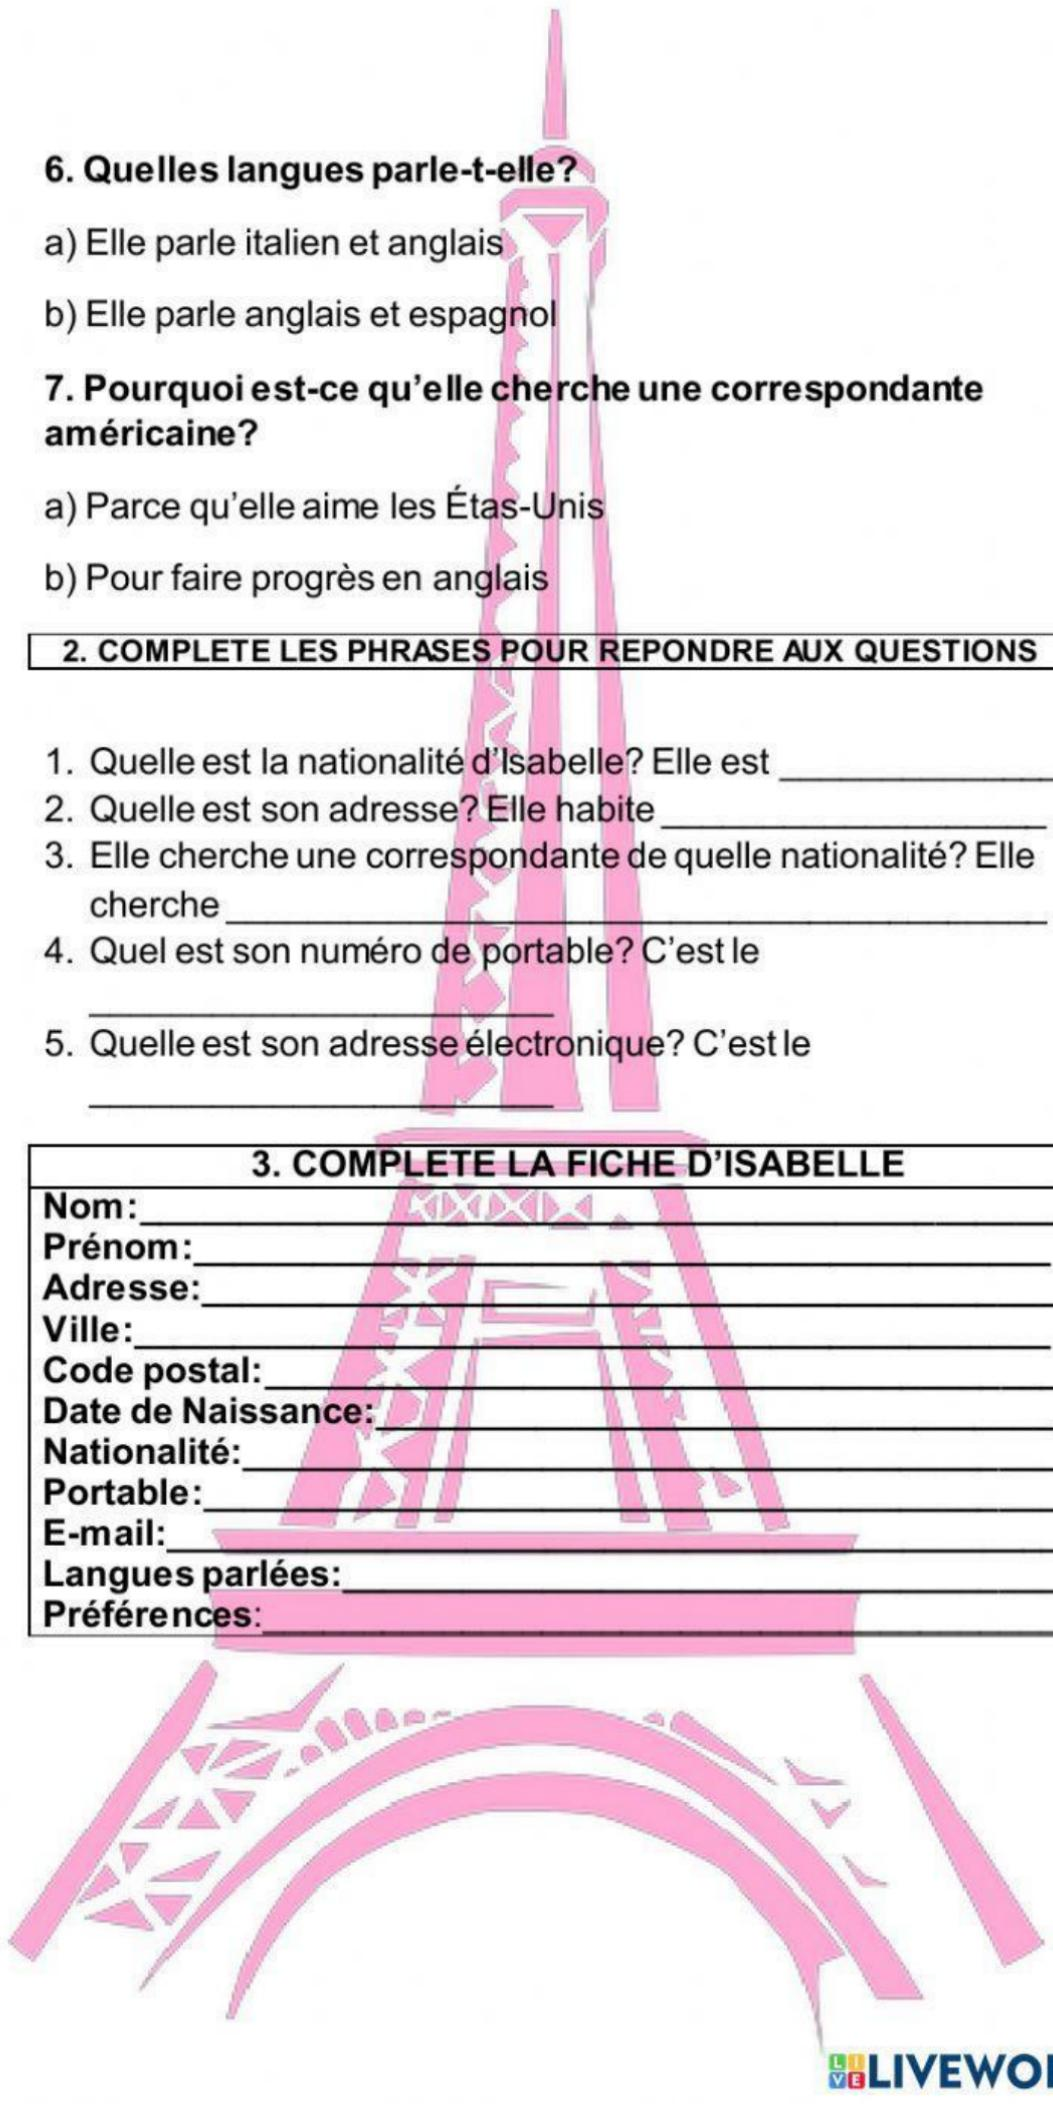 6. Quelles langues parle-t-elle?
a) Elle parle italien et anglais
b) Elle parle anglais et espagnol
7. Pourquoi est-ce qu'elle cherche une correspondante
américaine?
a) Parce qu'elle aime les Étas-Unis
b) Pour faire progrès en anglais
2. COMPLETE LES PHRASES POUR REPONDRE AUX QUESTIONS
1. Quelle est la nationalité d'Isabelle? Elle est
2. Quelle est son adresse? Elle habite
3. Elle cherche une correspondante de quelle nationalité? Elle
cherche
4. Quel est son numéro de portable? C'est le
5. Quelle est son adresse électronique? C'est le
3. COMPLETE LA FICHE D'ISABELLE
Nom:
Prénom:
Adresse:
Ville:
Code postal:
Date de Naissance:
Nationalité:
Portable:
E-mail:
Langues parlées:
Préférences: